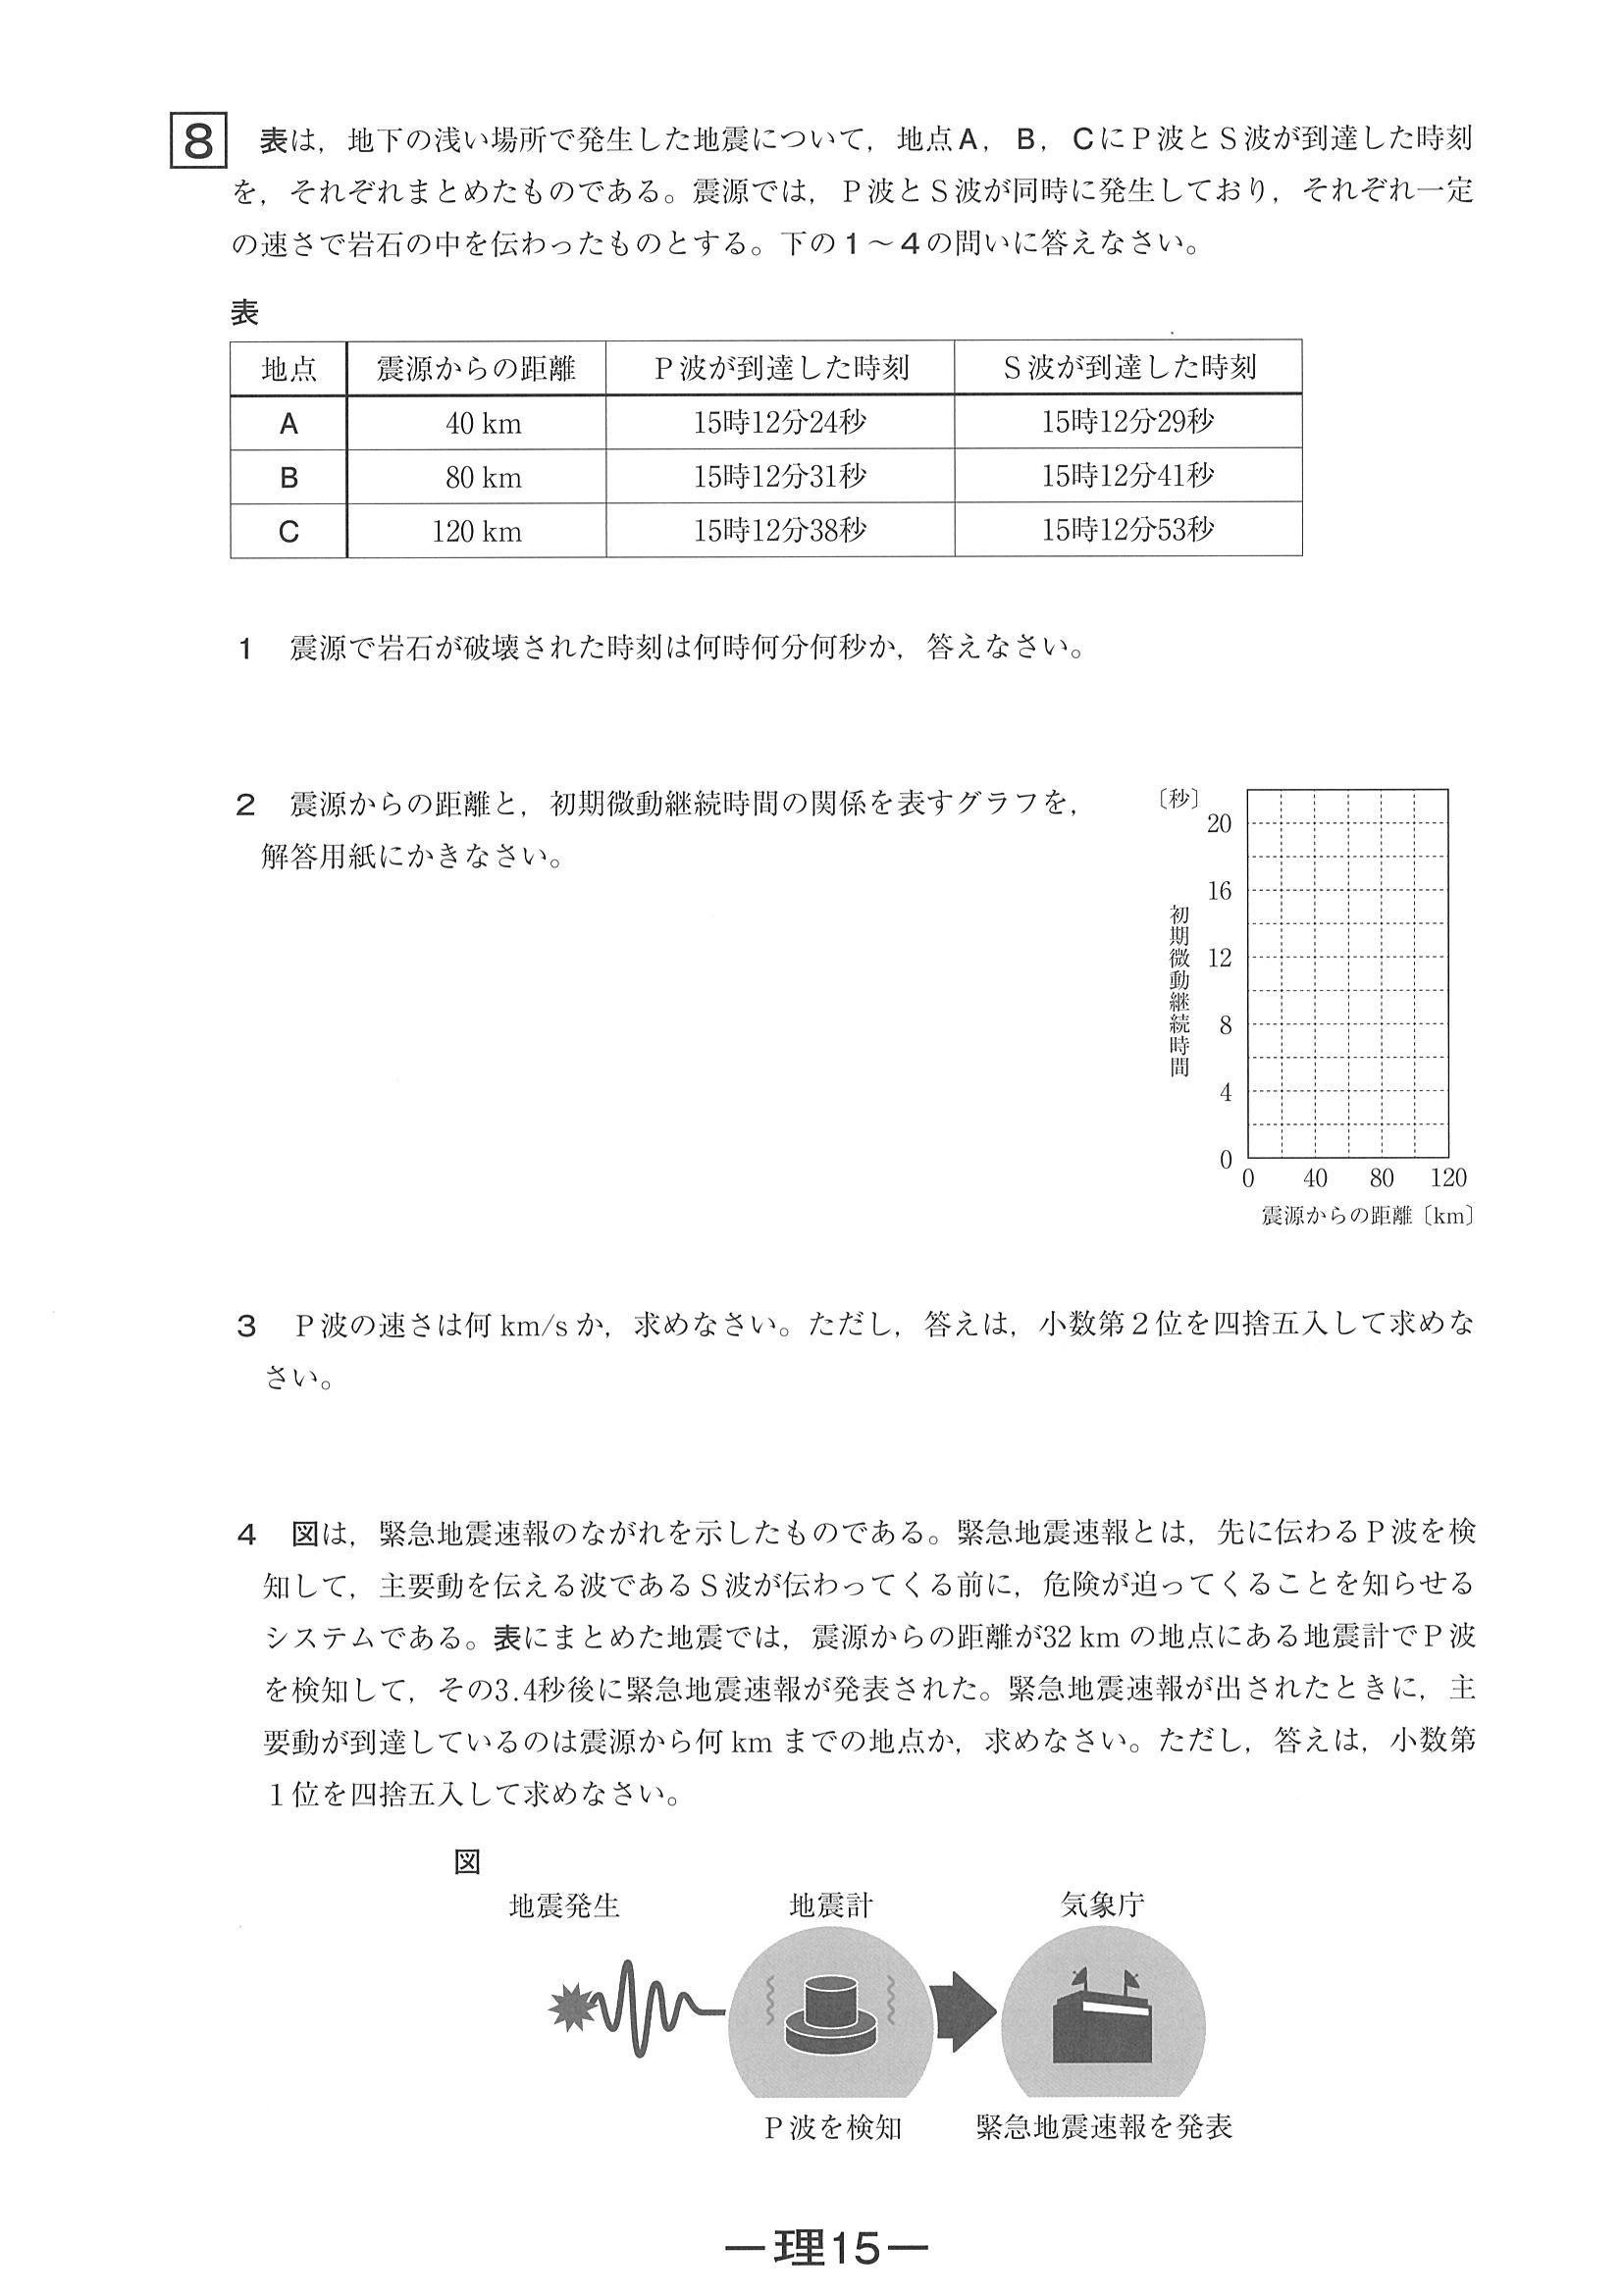 8 表は，地下の浅い場所で発生した地震について，地点A，B，CにP波とS波が到達した時刻
を，それぞれまとめたものである。震源では，P波とS波が同時に発生しており，それぞれ一定
の速さで岩石の中を伝わったものとする。下の1～4の問いに答えなさい。
表
地点 震源からの距離 P波が到達した時刻 S波が到達した時刻
A 40 km 15時12分24秒 15時12分29秒
B 80 km 15時12分31秒 15時12分41秒
C 120 km 15時12分38秒 15時12分53秒
1 震源で岩石が破壊された時刻は何時何分何秒か，答えなさい。
2 震源からの距離と，初期微動継続時間の関係を表すグラフを，
解答用紙にかきなさい。
〔秒〕
20
16
12
8
4
0
初期微動継続時間
0 40 80 120
震源からの距離〔km〕
3 P波の速さは何 km/s か，求めなさい。ただし，答えは，小数第2位を四捨五入して求めな
さい。
4 図は，緊急地震速報のながれを示したものである。緊急地震速報とは，先に伝わるP波を検
知して，主要動を伝える波であるS波が伝わってくる前に，危険が迫ってくることを知らせる
システムである。表にまとめた地震では，震源からの距離が32 km の地点にある地震計でP波
を検知して，その3.4秒後に緊急地震速報が発表された。緊急地震速報が出されたときに，主
要動が到達しているのは震源から何 km までの地点か，求めなさい。ただし，答えは，小数第
1位を四捨五入して求めなさい。
図
地震発生 地震計 気象庁
P波を検知 緊急地震速報を発表
―理15―